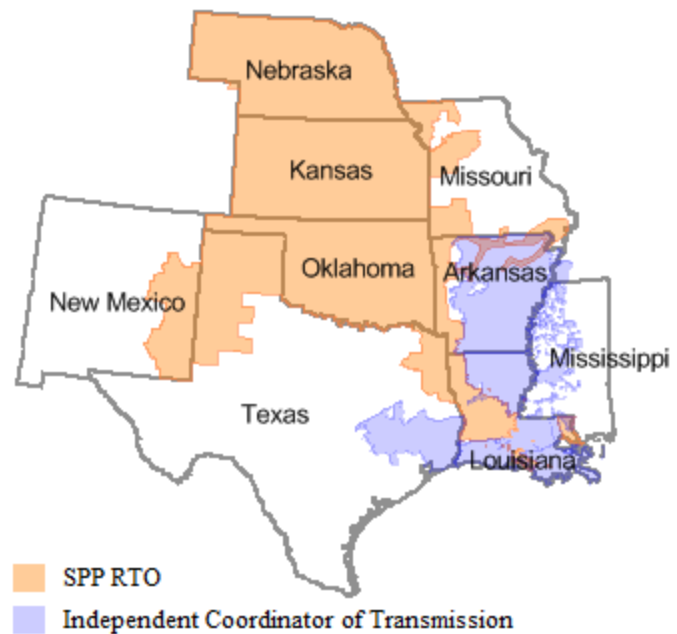 Nebraska
Kansas
Missouri
Oklahoma
Arkansas
New Mexico
Mississippi
Texas
Louisiana
SPP RTO
Independent Coordinator of Transmission